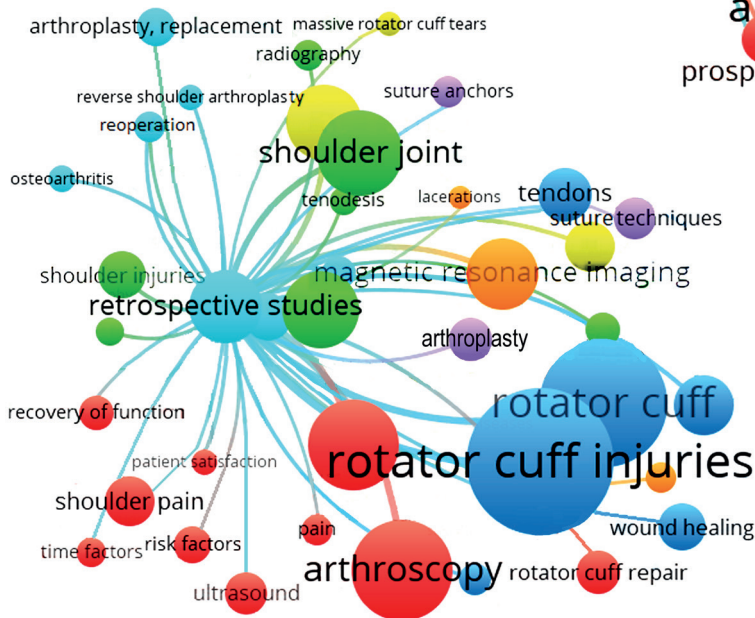 arthroplasty, replacement
massive rotator cuff tears
a
radiography
prosp
reverse shoulder arthroplasty
suture anchors
reoperation
shoulder joint
osteoarthritis
tenodesis
lacerations
tendons
suture techniques
shoulder injuries
magnetic resonance imaging
retrospective studies
arthroplasty
rotator cuff
recovery of function
patient satisfaction
rotator cuff injuries
shoulder pain
pain
wound healing
time factors
risk factors
arthroscopy
rotator cuff repair
ultrasound